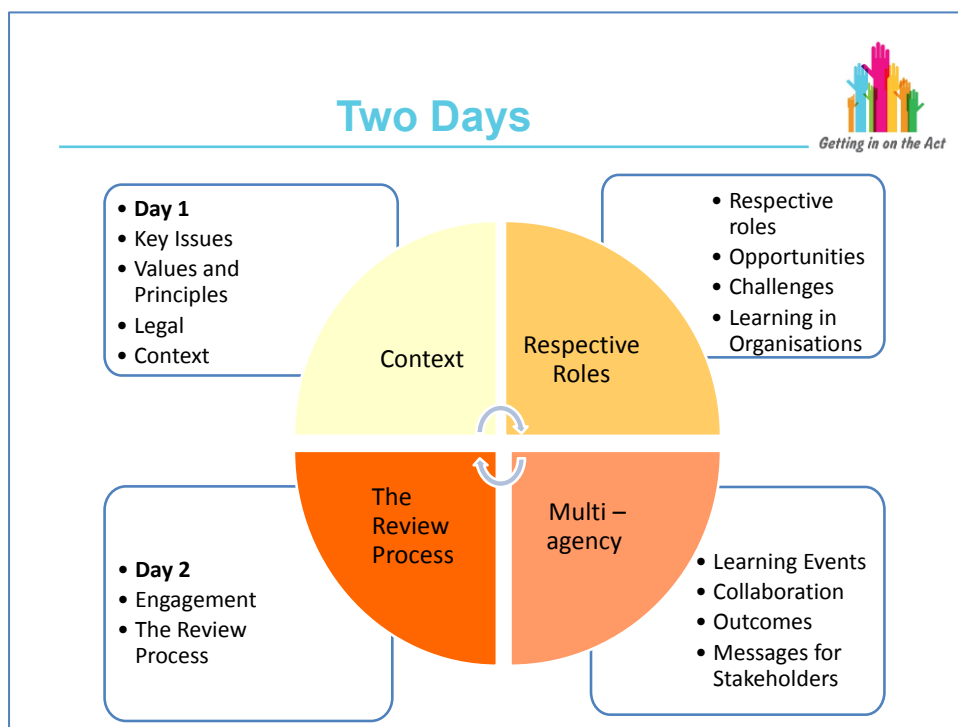 Two Days
Getting in on the Act
• Day 1
• Key Issues
• Values and
Principles
• Legal
• Context
• Respective
roles
• Opportunities
• Challenges
• Learning in
Organisations
Context
Respective
Roles
The
Review
Process
Multi –
agency
• Day 2
• Engagement
• The Review
Process
• Learning Events
• Collaboration
• Outcomes
• Messages for
Stakeholders